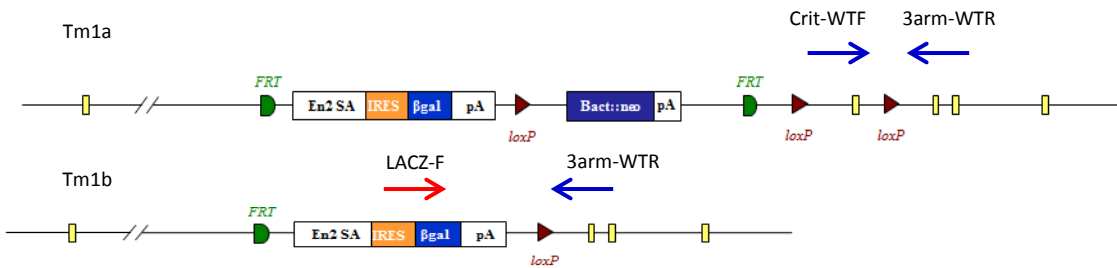 Crit-WTF 3arm-WTR
Tm1a
FRT FRT
En2 SA IRES βgal pA Bact::neo pA
loxP loxP loxP
LACZ-F 3arm-WTR
Tm1b
FRT
En2 SA IRES βgal pA
loxP